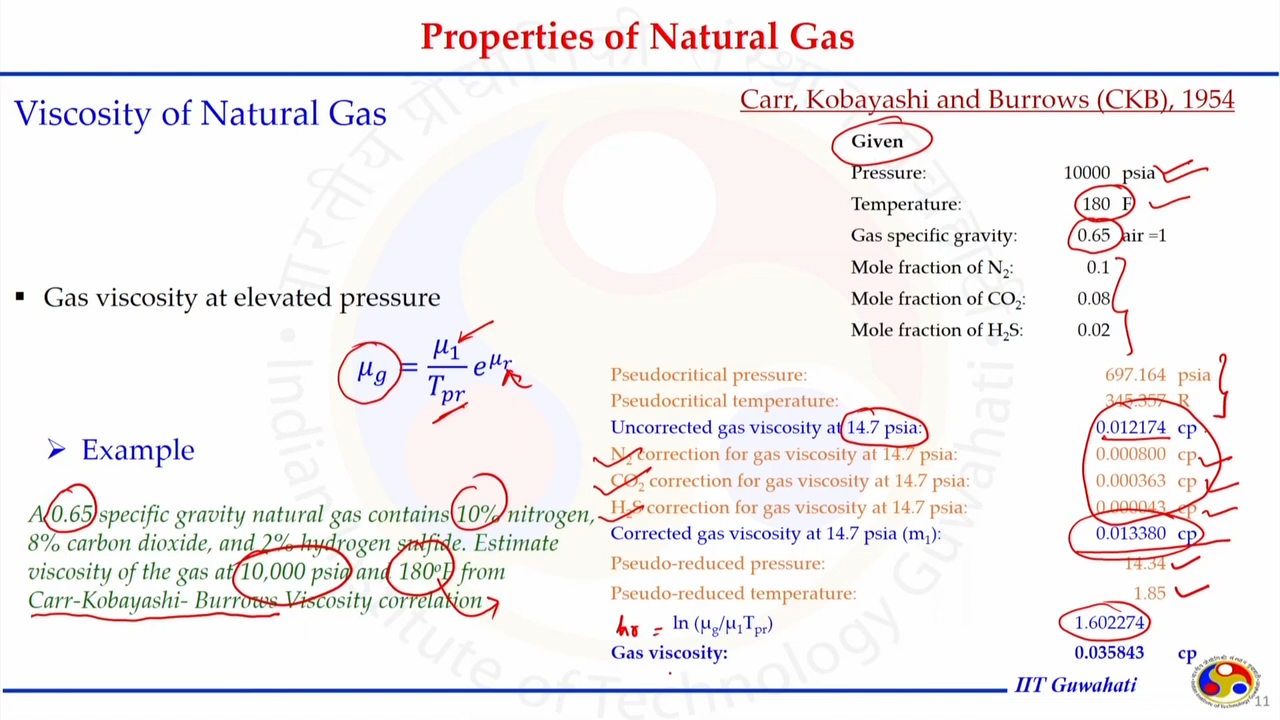 Properties of Natural Gas
Viscosity of Natural Gas
Carr, Kobayashi and Burrows (CKB), 1954
Given
Pressure: 10000 psia
Temperature: 180 F
Gas specific gravity: 0.65 air =1
Mole fraction of N₂: 0.1
Mole fraction of CO₂: 0.08
Mole fraction of H₂S: 0.02
▪ Gas viscosity at elevated pressure
μg = μ1/Tpr e^μr
➢ Example
A 0.65 specific gravity natural gas contains 10% nitrogen,
8% carbon dioxide, and 2% hydrogen sulfide. Estimate
viscosity of the gas at 10,000 psia and 180°F from
Carr-Kobayashi- Burrows Viscosity correlation
Pseudocritical pressure: 697.164 psia
Pseudocritical temperature: 345.357 R
Uncorrected gas viscosity at 14.7 psia: 0.012174 cp
N₂ correction for gas viscosity at 14.7 psia: 0.000800 cp
CO₂ correction for gas viscosity at 14.7 psia: 0.000363 cp
H₂S correction for gas viscosity at 14.7 psia: 0.000043 cp
Corrected gas viscosity at 14.7 psia (m₁): 0.013380 cp
Pseudo-reduced pressure: 14.34
Pseudo-reduced temperature: 1.85
= ln (μg/μ1Tpr) 1.602274
Gas viscosity: 0.035843 cp
IIT Guwahati
11
Indian Institute of Technology Guwahati